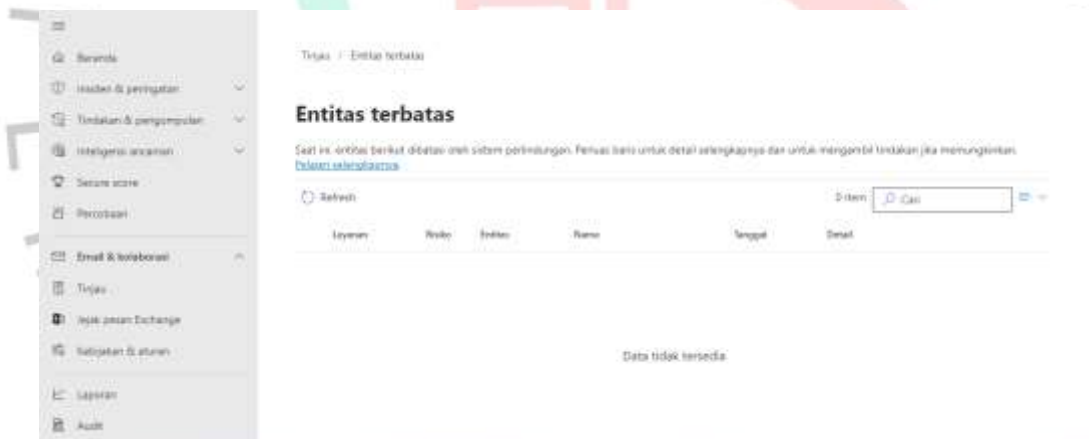 Beranda
Insiden & peringatan
Tindakan & pengumpulan
Inteligensi ancaman
Secure score
Percobaan
Email & kolaborasi
Tinjau
Jejak pesan Exchange
Kebijakan & aturan
Laporan
Audit
Tinjau / Entitas terbatas
Entitas terbatas
Saat ini, entitas berikut dibatasi oleh sistem perlindungan. Perluas baris untuk detail selengkapnya dan untuk mengambil tindakan jika memungkinkan.
Pelajari selengkapnya
Refresh
0 item
Cari
Layanan Risiko Entitas Nama Tanggal Detail
Data tidak tersedia